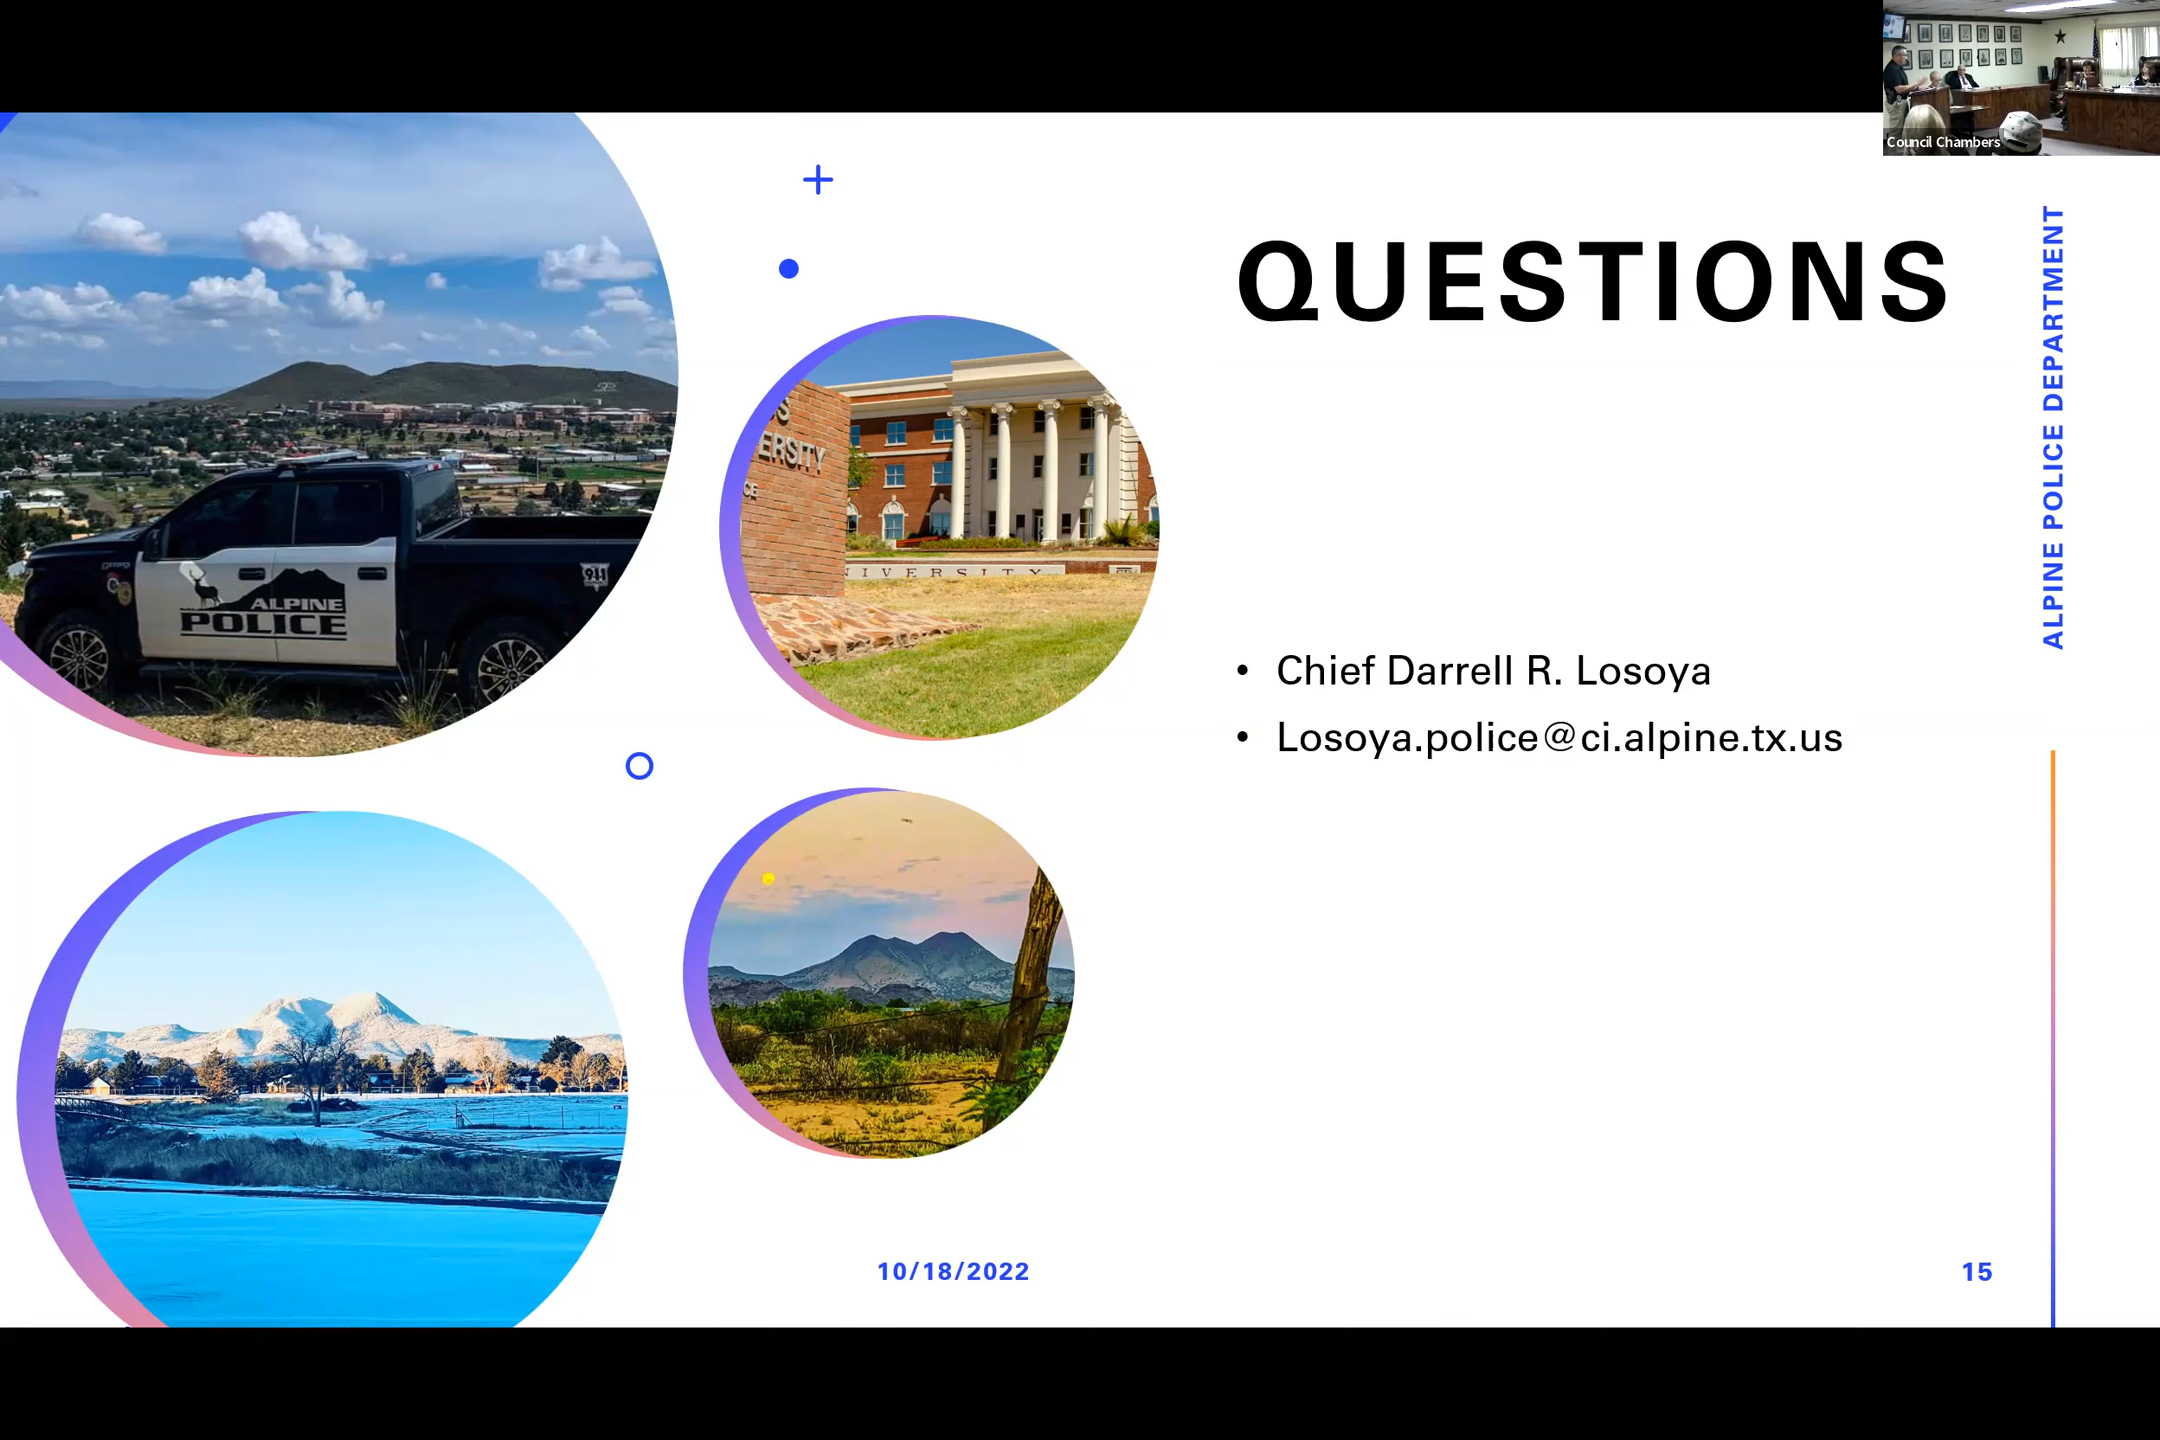 Council Chambers
QUESTIONS
ALPINE POLICE DEPARTMENT
Chief Darrell R. Losoya
Losoya.police@ci.alpine.tx.us
ALPINE
POLICE
911
ERSITY
IVERSITY
10/18/2022
15